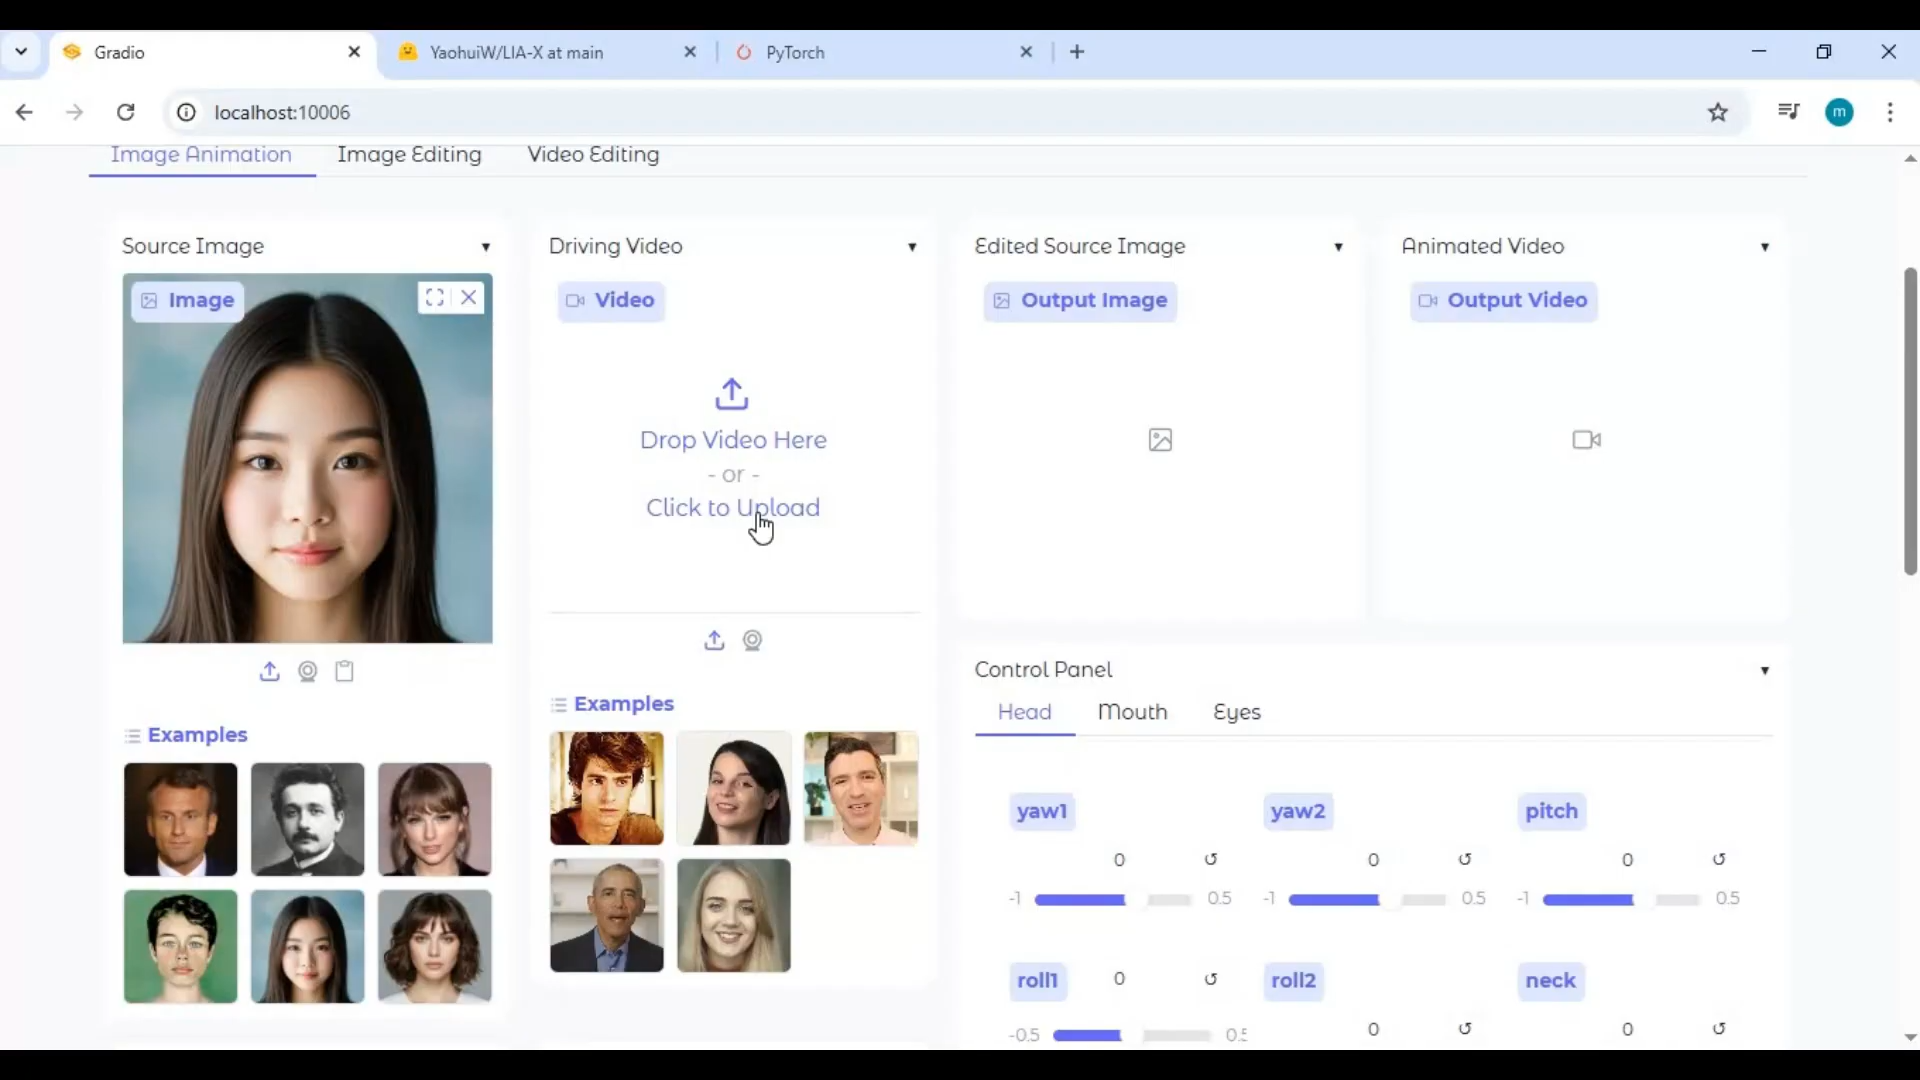 Gradio
YaohuiW/LIA-X at main
PyTorch
localhost:10006
m
Image Animation
Image Editing
Video Editing
Source Image
Driving Video
Edited Source Image
Animated Video
Image
Video
Output Image
Output Video
Drop Video Here
- or -
Click to Upload
Examples
Examples
Control Panel
Head
Mouth
Eyes
yaw1
yaw2
pitch
0
0
0
-1
0.5
-1
0.5
-1
0.5
roll1
0
roll2
neck
-0.5
0.5
0
0